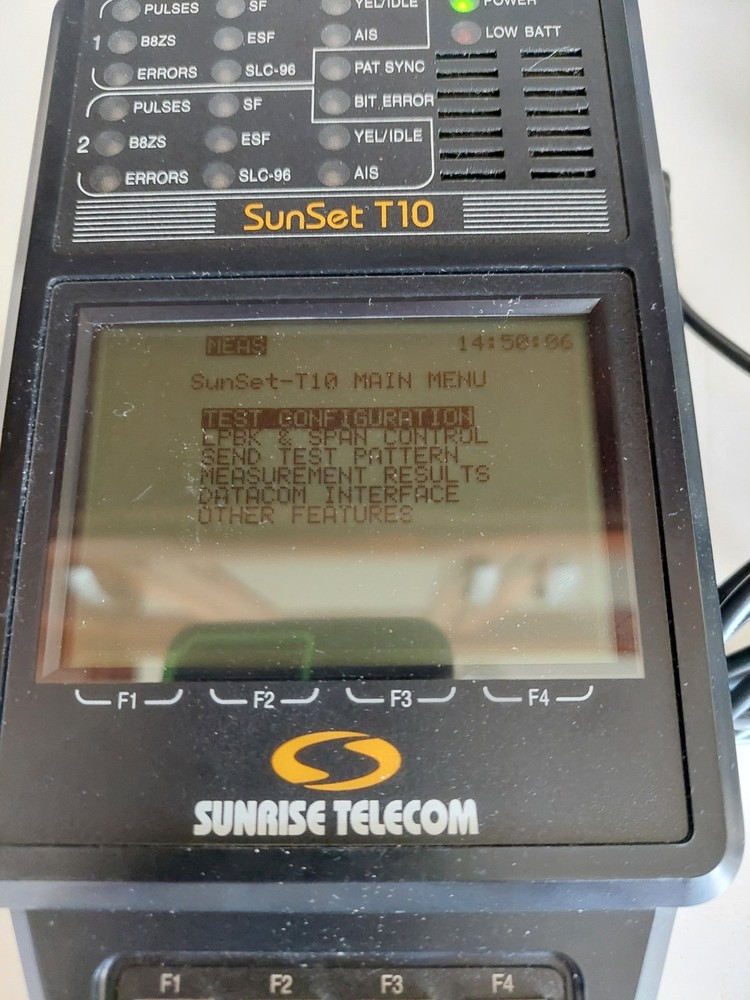 PULSES SF YEL/IDLE POWER
1 B8ZS ESF AIS LOW BATT
ERRORS SLC-96 PAT SYNC
PULSES SF BIT ERROR
2 B8ZS ESF YEL/IDLE
ERRORS SLC-96 AIS
SunSet T10
MEAS 14:50:06
SunSet-T10 MAIN MENU
TEST CONFIGURATION
LPBK & SPAN CONTROL
SEND TEST PATTERN
MEASUREMENT RESULTS
DATACOM INTERFACE
OTHER FEATURES
F1 F2 F3 F4
SUNRISE TELECOM
F1 F2 F3 F4